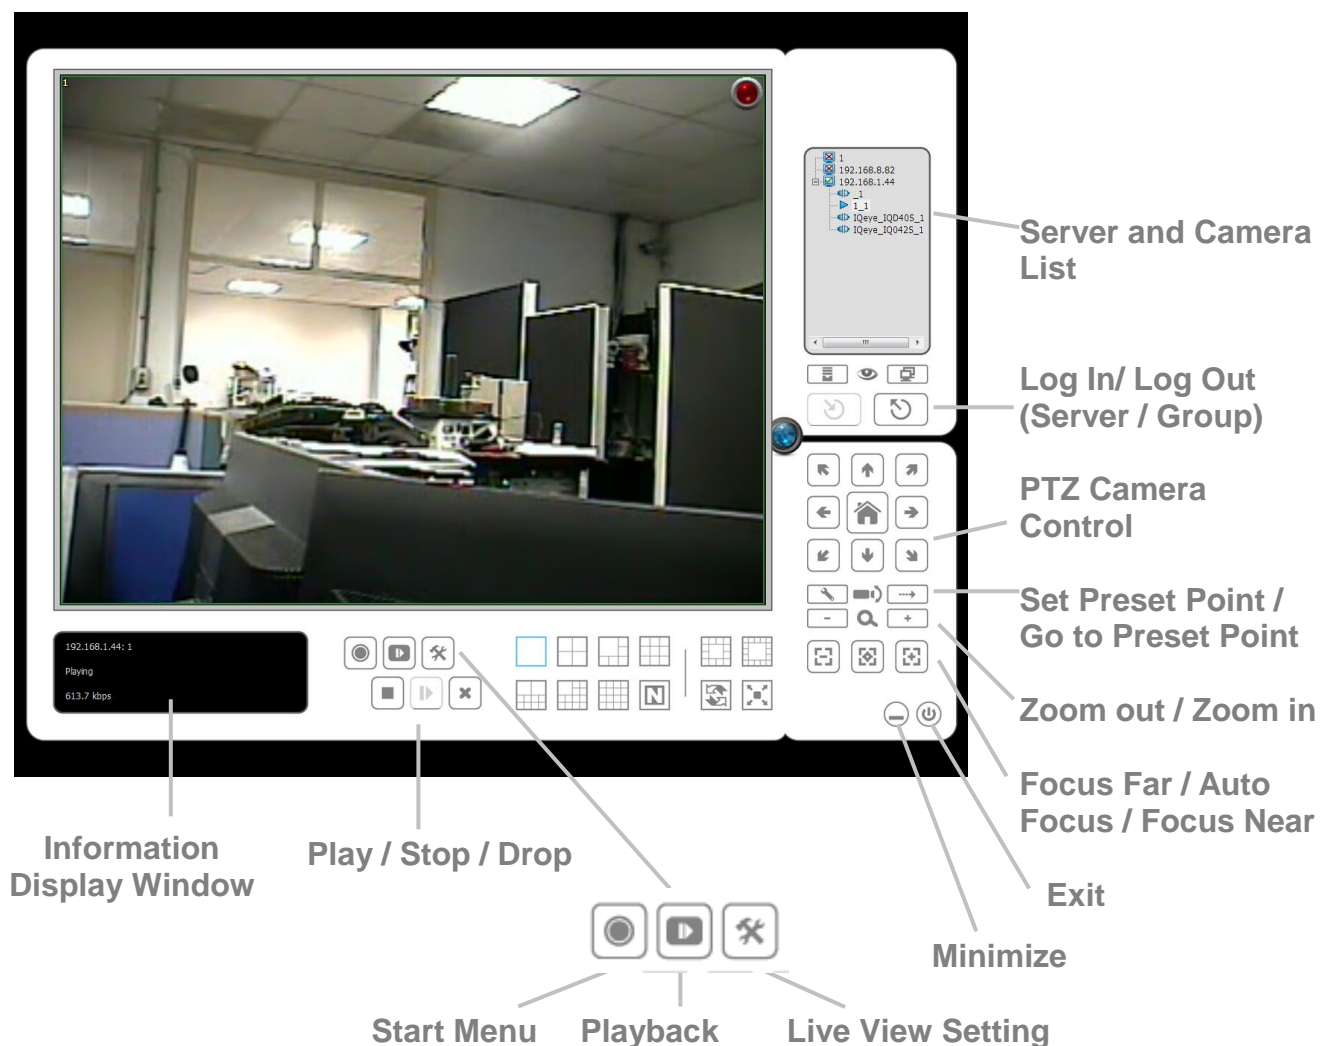 1
1
192.168.8.82
192.168.1.44
_1
1_1
IQeye_IQD40S_1
IQeye_IQ042S_1
Server and Camera
List
Log In/ Log Out
(Server / Group)
PTZ Camera
Control
Set Preset Point /
Go to Preset Point
Zoom out / Zoom in
Focus Far / Auto
Focus / Focus Near
Exit
Minimize
192.168.1.44: 1
Playing
613.7 kbps
N
Information
Display Window
Play / Stop / Drop
Start Menu
Playback
Live View Setting